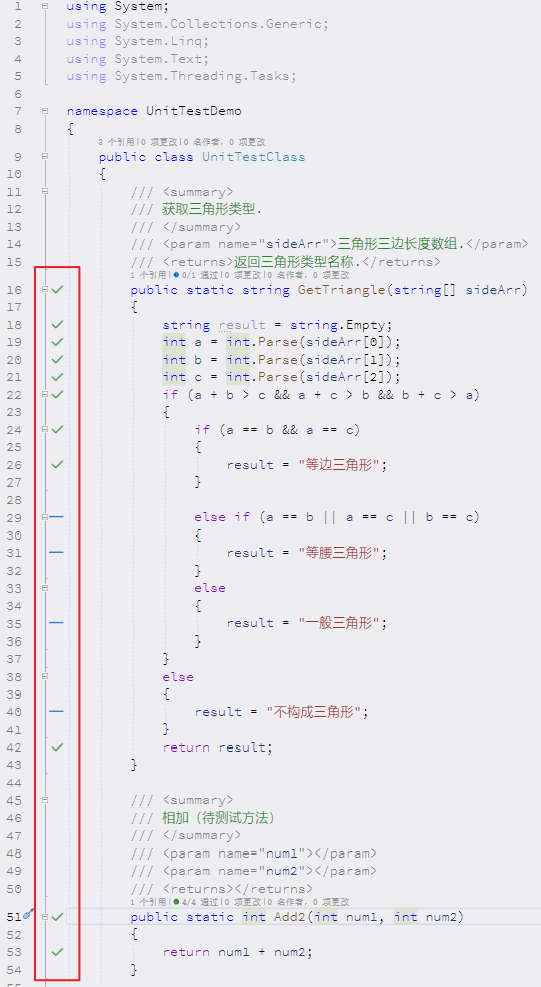 1 using System;
2 using System.Collections.Generic;
3 using System.Linq;
4 using System.Text;
5 using System.Threading.Tasks;
6
7 namespace UnitTestDemo
8 {
3 个引用|0 项更改|0 名作者，0 项更改
9 public class UnitTestClass
10 {
11 /// <summary>
12 /// 获取三角形类型.
13 /// </summary>
14 /// <param name="sideArr">三角形三边长度数组.</param>
15 /// <returns>返回三角形类型名称.</returns>
1 个引用|0/1 通过|0 项更改|0 名作者，0 项更改
16 public static string GetTriangle(string[] sideArr)
17 {
18 string result = string.Empty;
19 int a = int.Parse(sideArr[0]);
20 int b = int.Parse(sideArr[1]);
21 int c = int.Parse(sideArr[2]);
22 if (a + b > c && a + c > b && b + c > a)
23 {
24 if (a == b && a == c)
25 {
26 result = "等边三角形";
27 }
28
29 else if (a == b || a == c || b == c)
30 {
31 result = "等腰三角形";
32 }
33 else
34 {
35 result = "一般三角形";
36 }
37 }
38 else
39 {
40 result = "不构成三角形";
41 }
42 return result;
43 }
44
45 /// <summary>
46 /// 相加（待测试方法）
47 /// </summary>
48 /// <param name="num1"></param>
49 /// <param name="num2"></param>
50 /// <returns></returns>
1 个引用|4/4 通过|0 项更改|0 名作者，0 项更改
51 public static int Add2(int num1, int num2)
52 {
53 return num1 + num2;
54 }